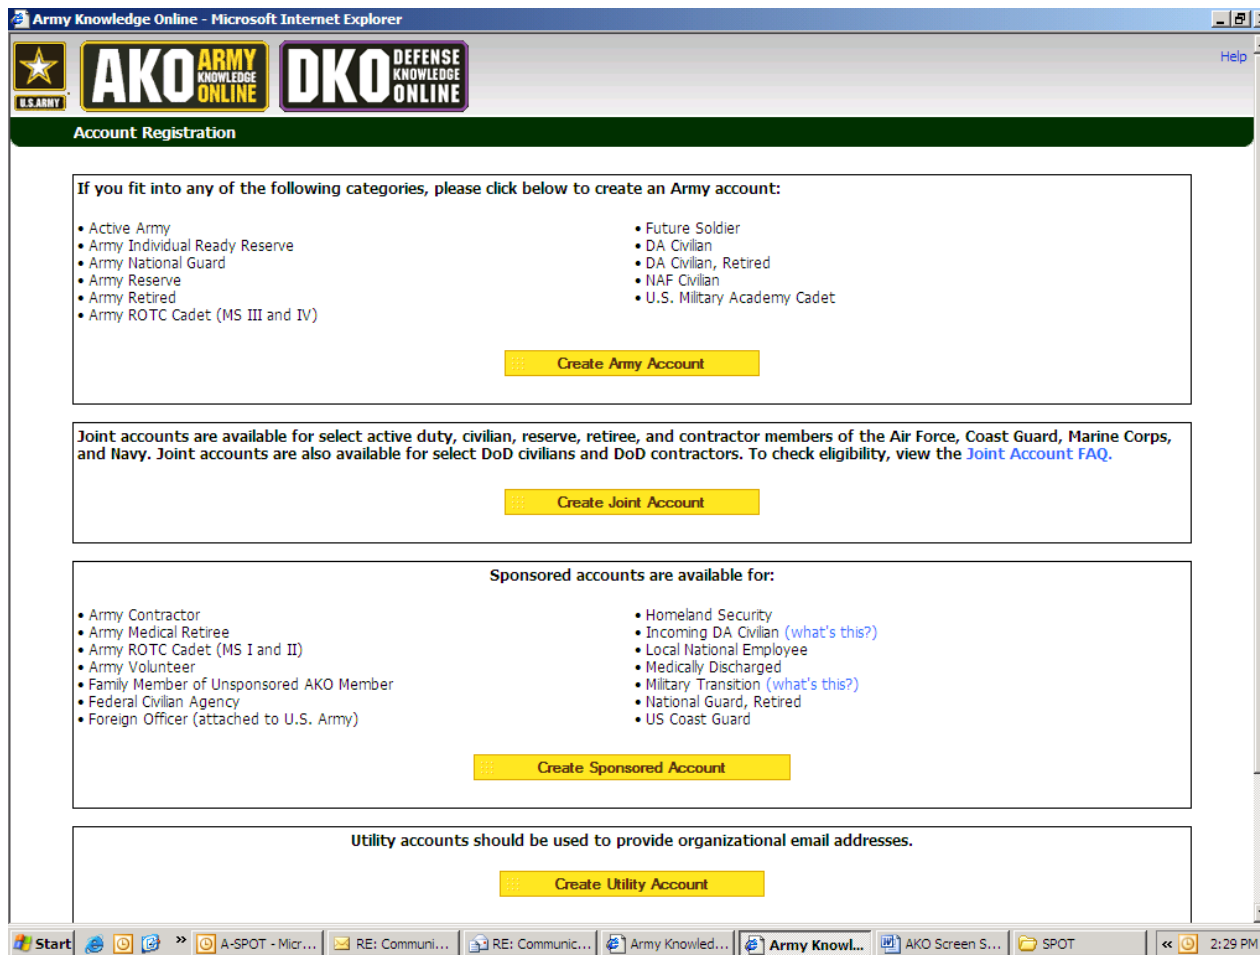 Army Knowledge Online - Microsoft Internet Explorer
U.S.ARMY
AKO ARMY KNOWLEDGE ONLINE
DKO DEFENSE KNOWLEDGE ONLINE
Help
Account Registration
If you fit into any of the following categories, please click below to create an Army account:
• Active Army
• Army Individual Ready Reserve
• Army National Guard
• Army Reserve
• Army Retired
• Army ROTC Cadet (MS III and IV)
• Future Soldier
• DA Civilian
• DA Civilian, Retired
• NAF Civilian
• U.S. Military Academy Cadet
Create Army Account
Joint accounts are available for select active duty, civilian, reserve, retiree, and contractor members of the Air Force, Coast Guard, Marine Corps,
and Navy. Joint accounts are also available for select DoD civilians and DoD contractors. To check eligibility, view the Joint Account FAQ.
Create Joint Account
Sponsored accounts are available for:
• Army Contractor
• Army Medical Retiree
• Army ROTC Cadet (MS I and II)
• Army Volunteer
• Family Member of Unsponsored AKO Member
• Federal Civilian Agency
• Foreign Officer (attached to U.S. Army)
• Homeland Security
• Incoming DA Civilian (what's this?)
• Local National Employee
• Medically Discharged
• Military Transition (what's this?)
• National Guard, Retired
• US Coast Guard
Create Sponsored Account
Utility accounts should be used to provide organizational email addresses.
Create Utility Account
Start » A-SPOT - Micr... RE: Communi... RE: Communic... Army Knowled... Army Knowl... AKO Screen S... SPOT « 2:29 PM